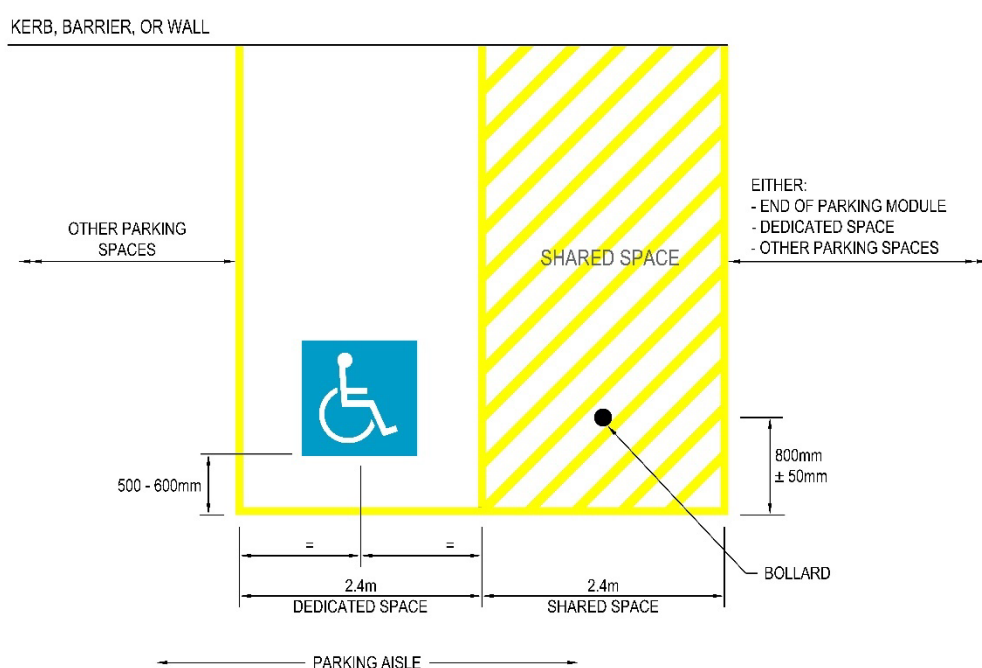 KERB, BARRIER, OR WALL
EITHER:
- END OF PARKING MODULE
- DEDICATED SPACE
- OTHER PARKING SPACES
OTHER PARKING
SPACES
SHARED SPACE
500 - 600mm
800mm
± 50mm
= =
2.4m 2.4m
DEDICATED SPACE SHARED SPACE
BOLLARD
PARKING AISLE